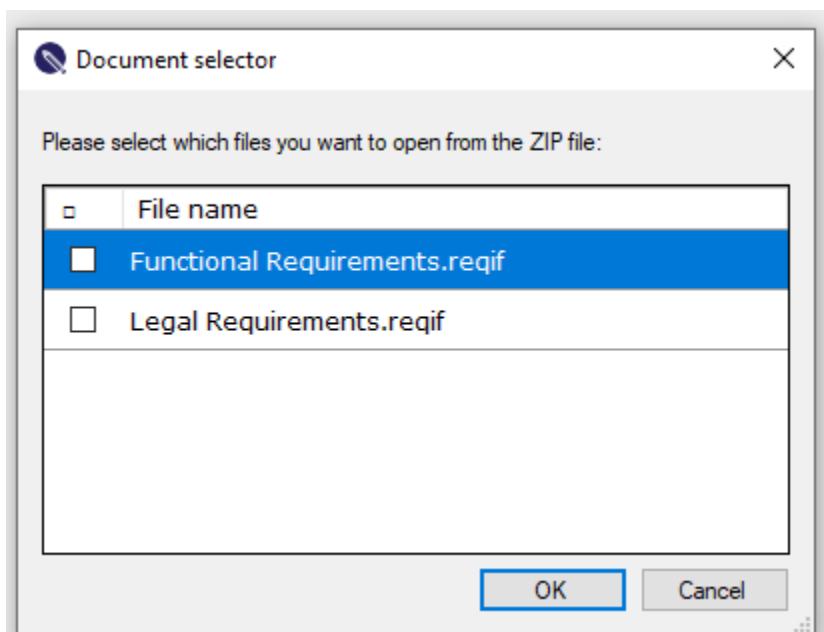 Document selector
Please select which files you want to open from the ZIP file:
File name
Functional Requirements.reqif
Legal Requirements.reqif
OK
Cancel